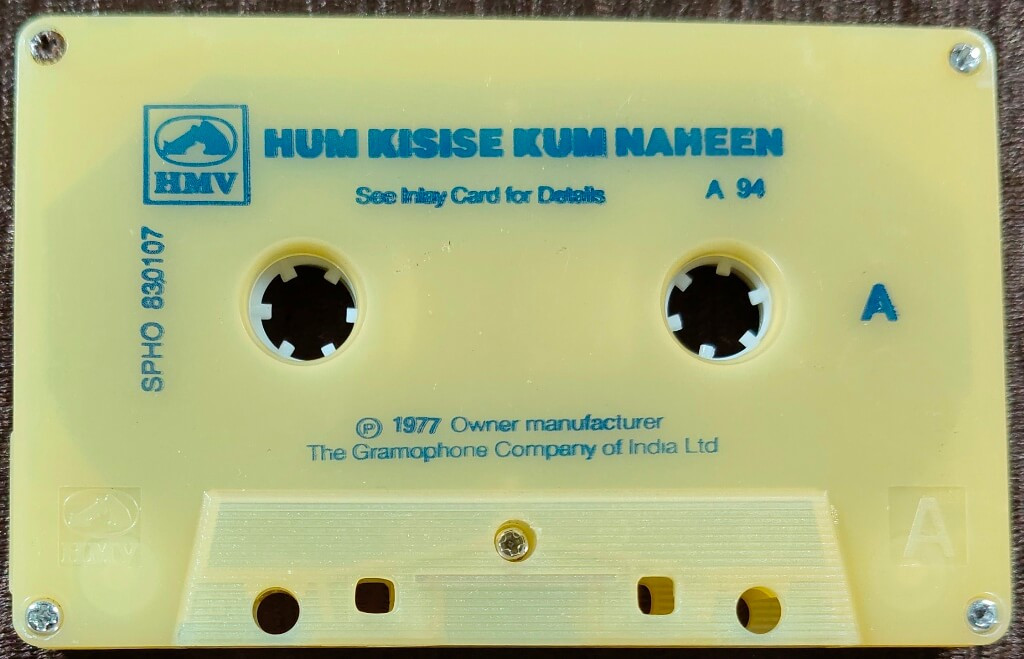 HUM KISISE KUM NAHEEN
HMV
See Inlay Card for Details A 94
SPHO 830107
A
℗ 1977 Owner manufacturer
The Gramophone Company of India Ltd
HMV
A